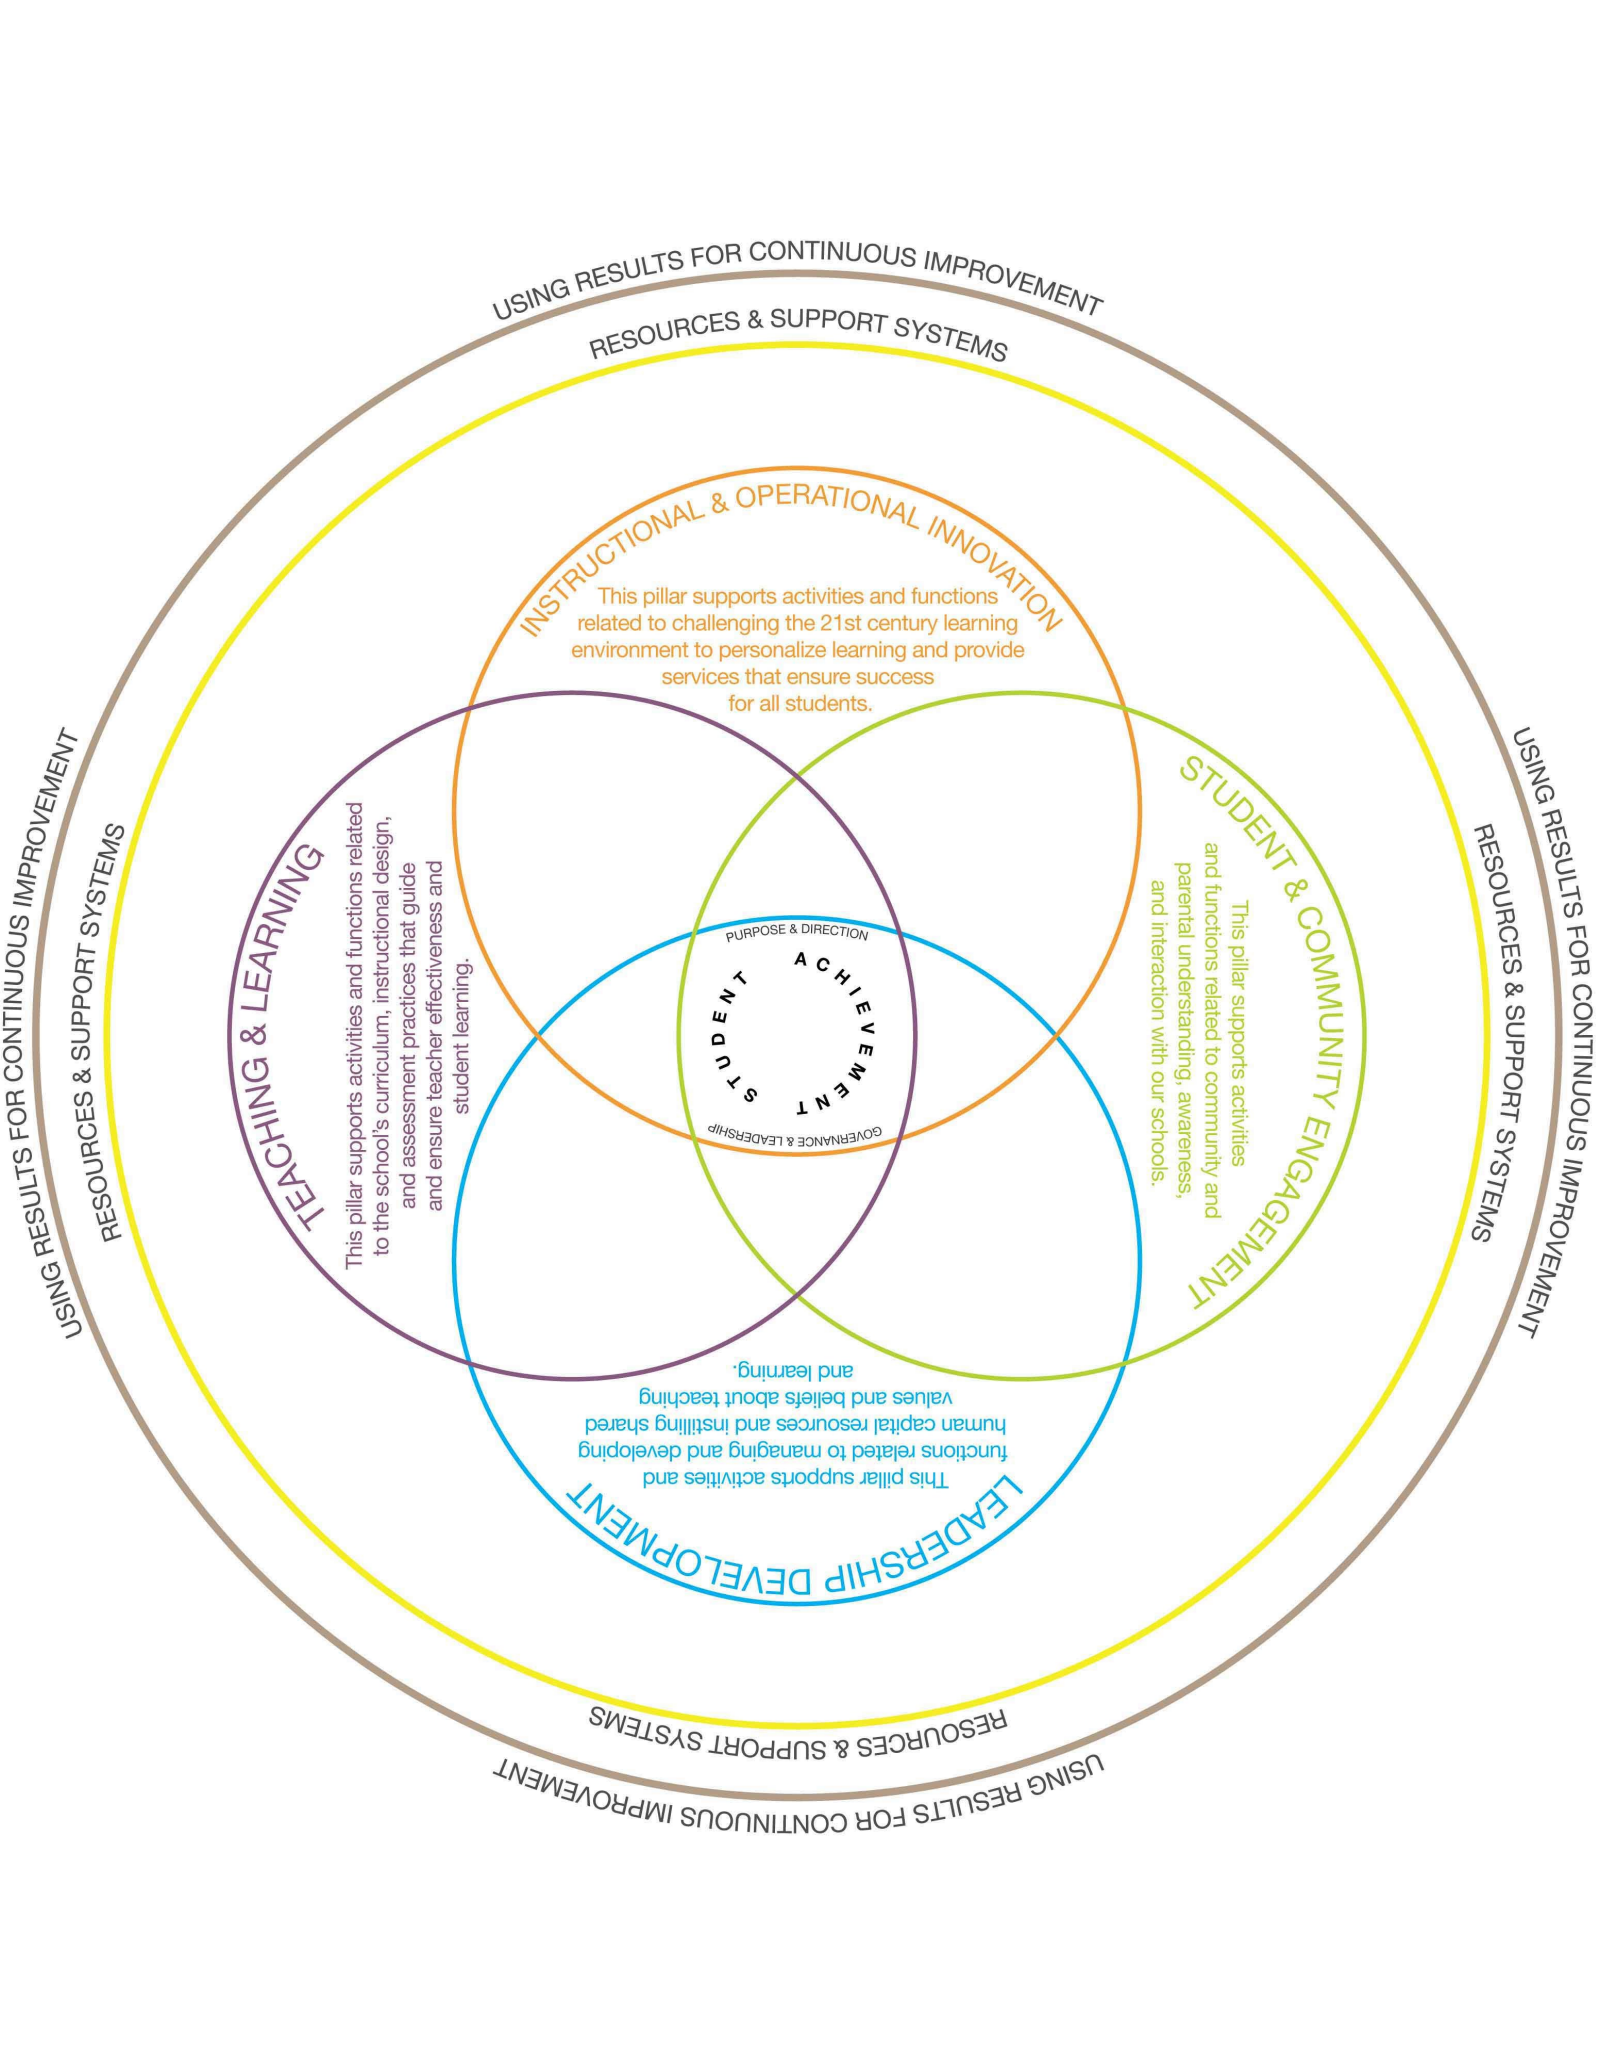 USING RESULTS FOR CONTINUOUS IMPROVEMENT
RESOURCES & SUPPORT SYSTEMS
INSTRUCTIONAL & OPERATIONAL INNOVATION
This pillar supports activities and functions
related to challenging the 21st century learning
environment to personalize learning and provide
services that ensure success
for all students.
USING RESULTS FOR CONTINUOUS IMPROVEMENT
RESOURCES & SUPPORT SYSTEMS
TEACHING & LEARNING
This pillar supports activities and functions related
to the school's curriculum, instructional design,
and assessment practices that guide
and ensure teacher effectiveness and
student learning.
PURPOSE & DIRECTION
STUDENT ACHIEVEMENT
GOVERNANCE & LEADERSHIP
USING RESULTS FOR CONTINUOUS IMPROVEMENT
RESOURCES & SUPPORT SYSTEMS
STUDENT & COMMUNITY ENGAGEMENT
This pillar supports activities
and functions related to community and
parental understanding, awareness,
and interaction with our schools.
LEADERSHIP DEVELOPMENT
This pillar supports activities and
functions related to managing and developing
human capital resources and instilling shared
values and beliefs about teaching
and learning.
RESOURCES & SUPPORT SYSTEMS
USING RESULTS FOR CONTINUOUS IMPROVEMENT